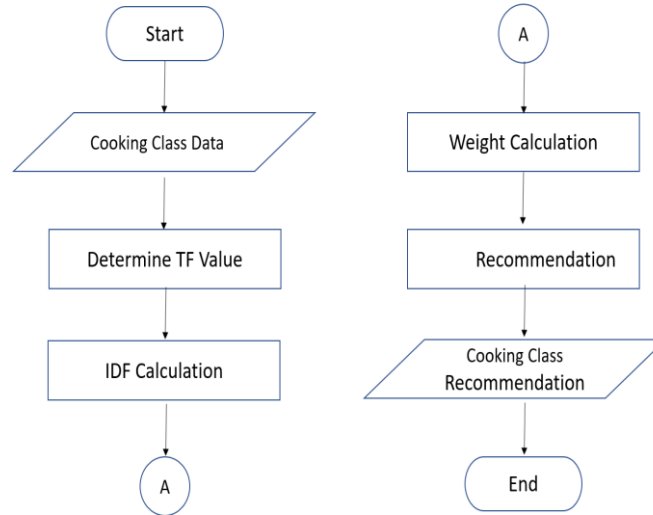 Start
Cooking Class Data
Determine TF Value
IDF Calculation
A
A
Weight Calculation
Recommendation
Cooking Class
Recommendation
End